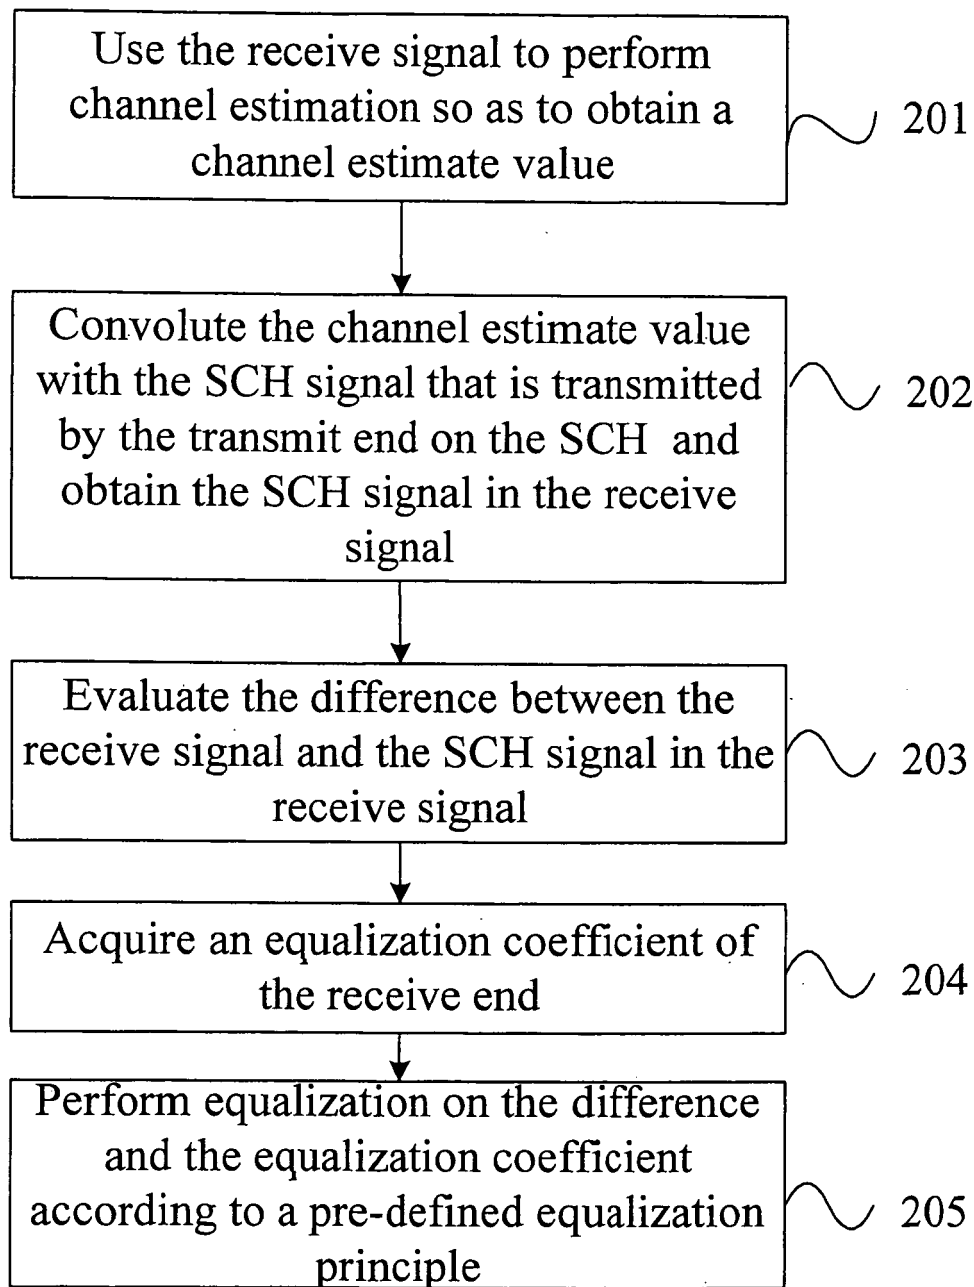 Use the receive signal to perform
channel estimation so as to obtain a
channel estimate value
201
Convolute the channel estimate value
with the SCH signal that is transmitted
by the transmit end on the SCH and
obtain the SCH signal in the receive
signal
202
Evaluate the difference between the
receive signal and the SCH signal in the
receive signal
203
Acquire an equalization coefficient of
the receive end
204
Perform equalization on the difference
and the equalization coefficient
according to a pre-defined equalization
principle
205